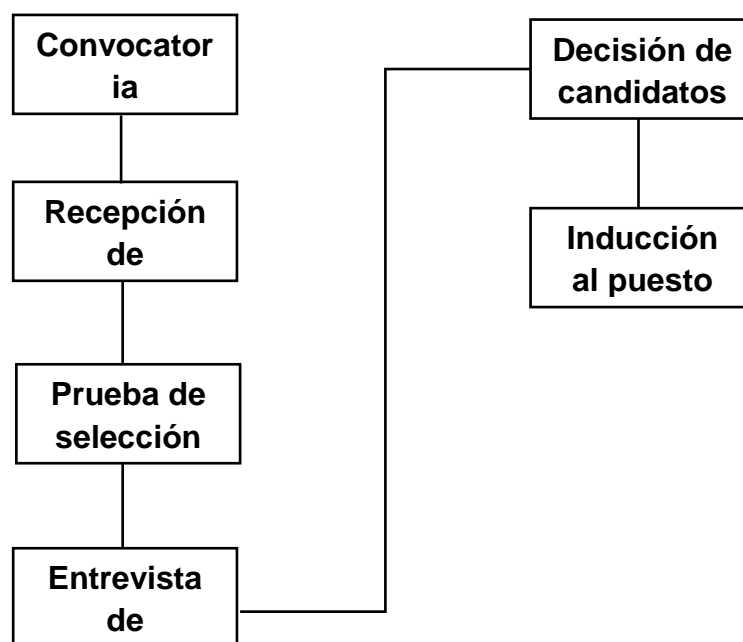 Convocator
ia
Recepción
de
Prueba de
selección
Entrevista
de
Decisión de
candidatos
Inducción
al puesto